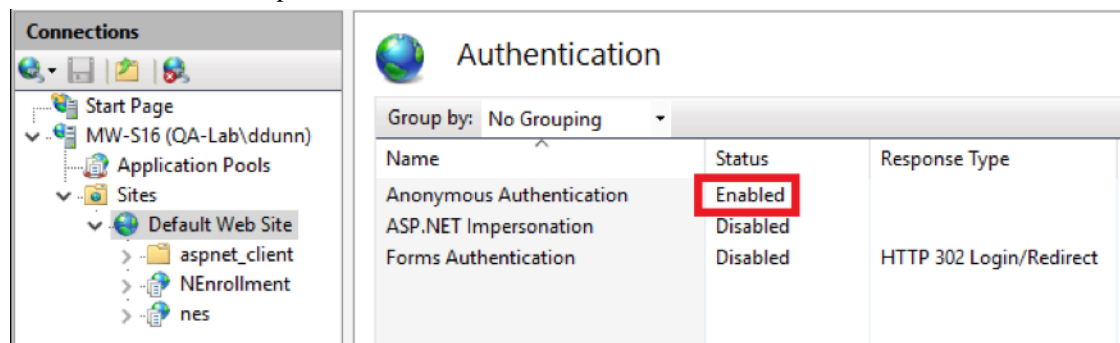 Connections
Start Page
MW-S16 (QA-Lab\ddunn)
Application Pools
Sites
Default Web Site
aspnet_client
NEnrollment
nes
Authentication
Group by: No Grouping
Name Status Response Type
Anonymous Authentication Enabled
ASP.NET Impersonation Disabled
Forms Authentication Disabled HTTP 302 Login/Redirect